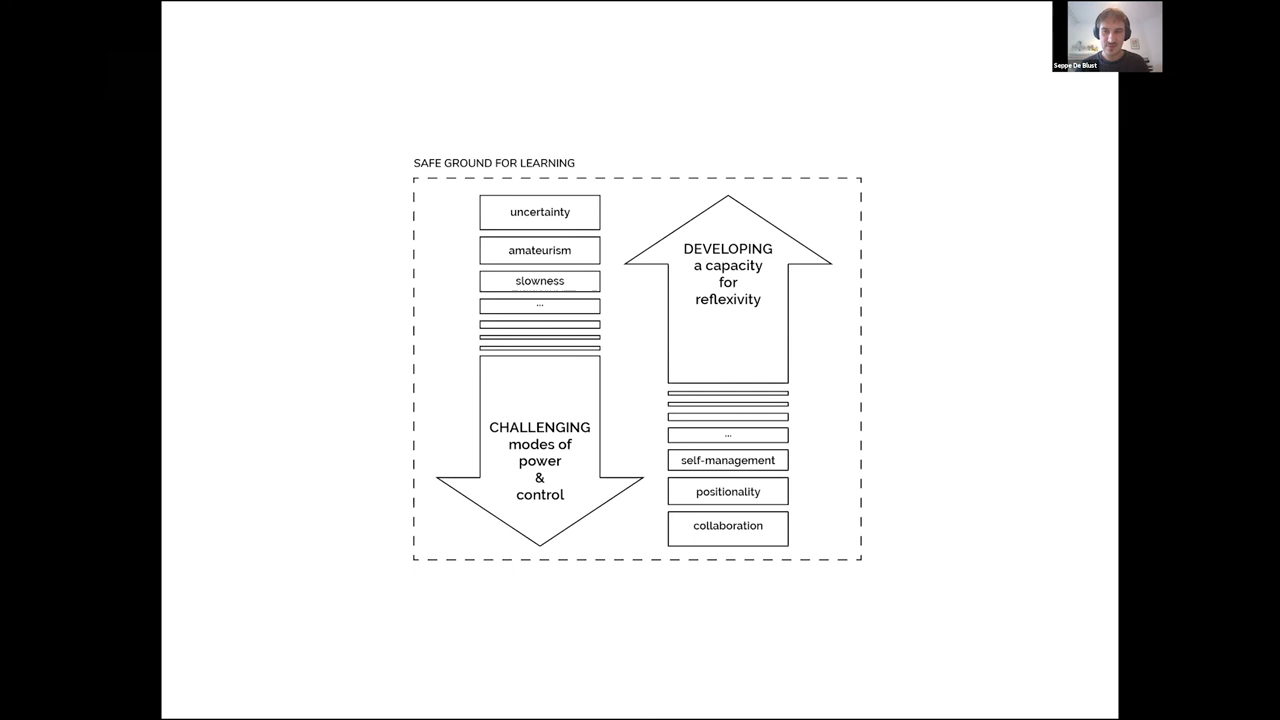 Seppe De Blust
SAFE GROUND FOR LEARNING
uncertainty
amateurism
slowness
...
CHALLENGING
modes of
power
&
control
DEVELOPING
a capacity
for
reflexivity
...
self-management
positionality
collaboration